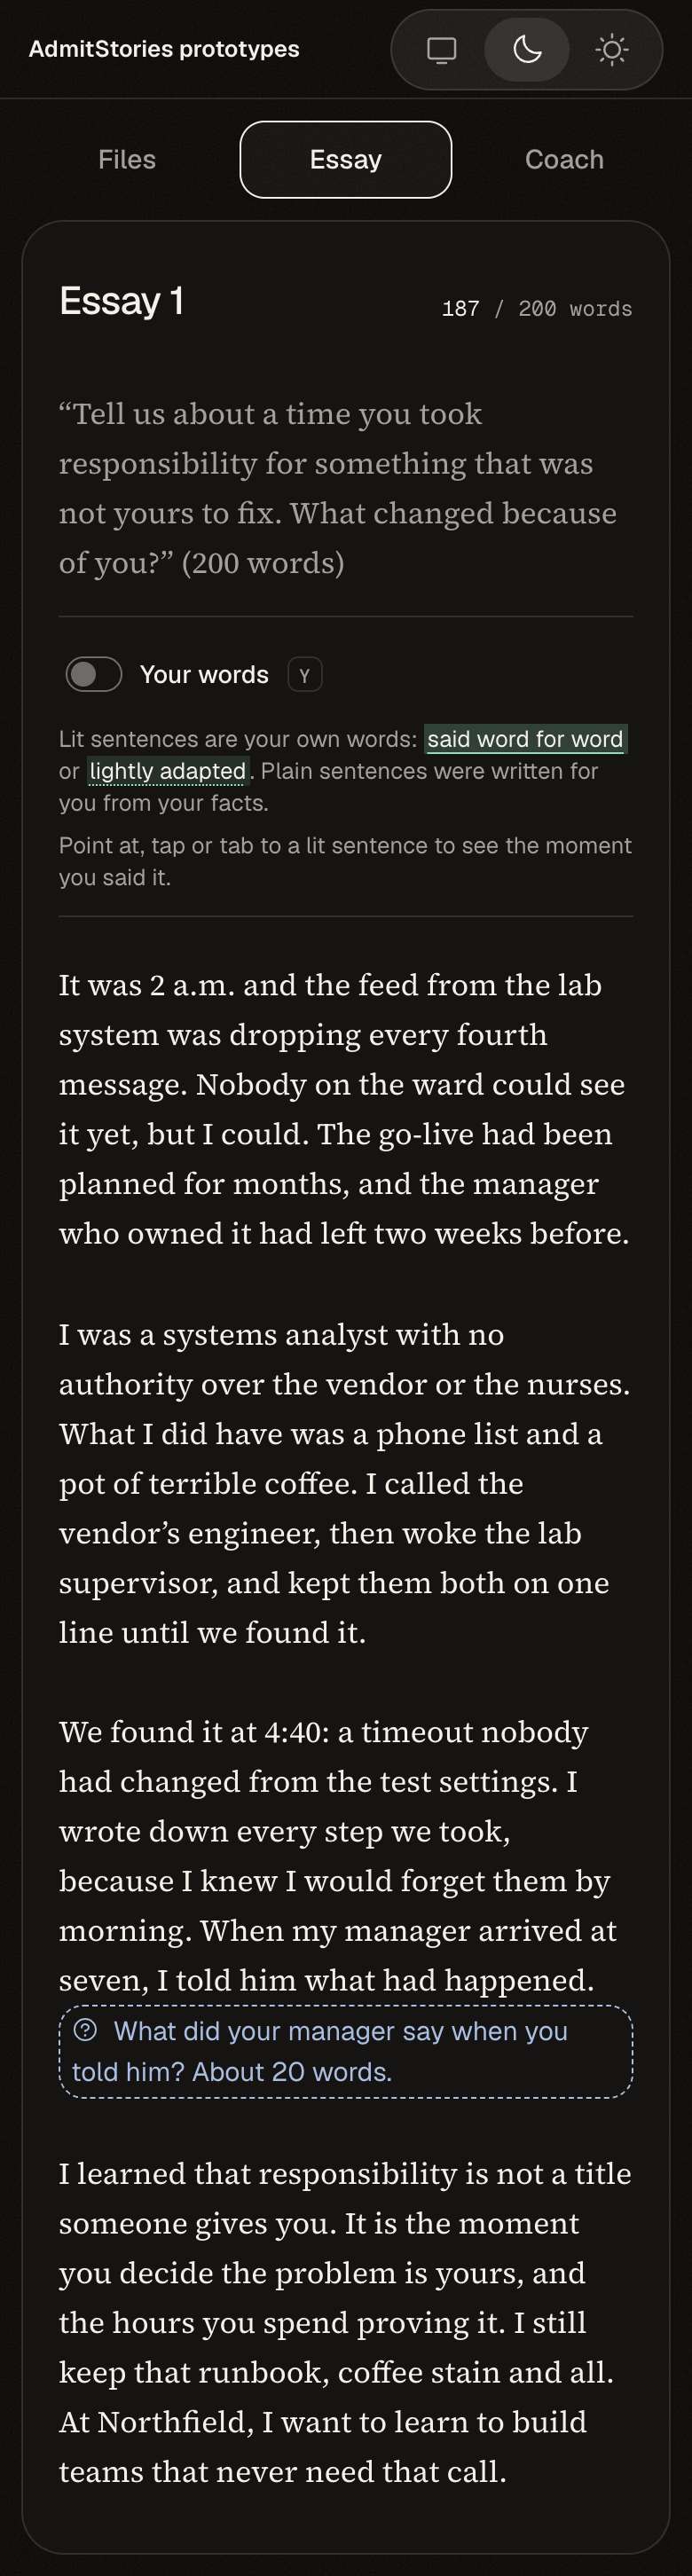 AdmitStories prototypes
Files
Essay
Coach
Essay 1
187 / 200 words
“Tell us about a time you took
responsibility for something that was
not yours to fix. What changed because
of you?” (200 words)
Your words Y
Lit sentences are your own words: said word for word
or lightly adapted. Plain sentences were written for
you from your facts.
Point at, tap or tab to a lit sentence to see the moment
you said it.
It was 2 a.m. and the feed from the lab
system was dropping every fourth
message. Nobody on the ward could see
it yet, but I could. The go-live had been
planned for months, and the manager
who owned it had left two weeks before.
I was a systems analyst with no
authority over the vendor or the nurses.
What I did have was a phone list and a
pot of terrible coffee. I called the
vendor’s engineer, then woke the lab
supervisor, and kept them both on one
line until we found it.
We found it at 4:40: a timeout nobody
had changed from the test settings. I
wrote down every step we took,
because I knew I would forget them by
morning. When my manager arrived at
seven, I told him what had happened.
What did your manager say when you
told him? About 20 words.
I learned that responsibility is not a title
someone gives you. It is the moment
you decide the problem is yours, and
the hours you spend proving it. I still
keep that runbook, coffee stain and all.
At Northfield, I want to learn to build
teams that never need that call.